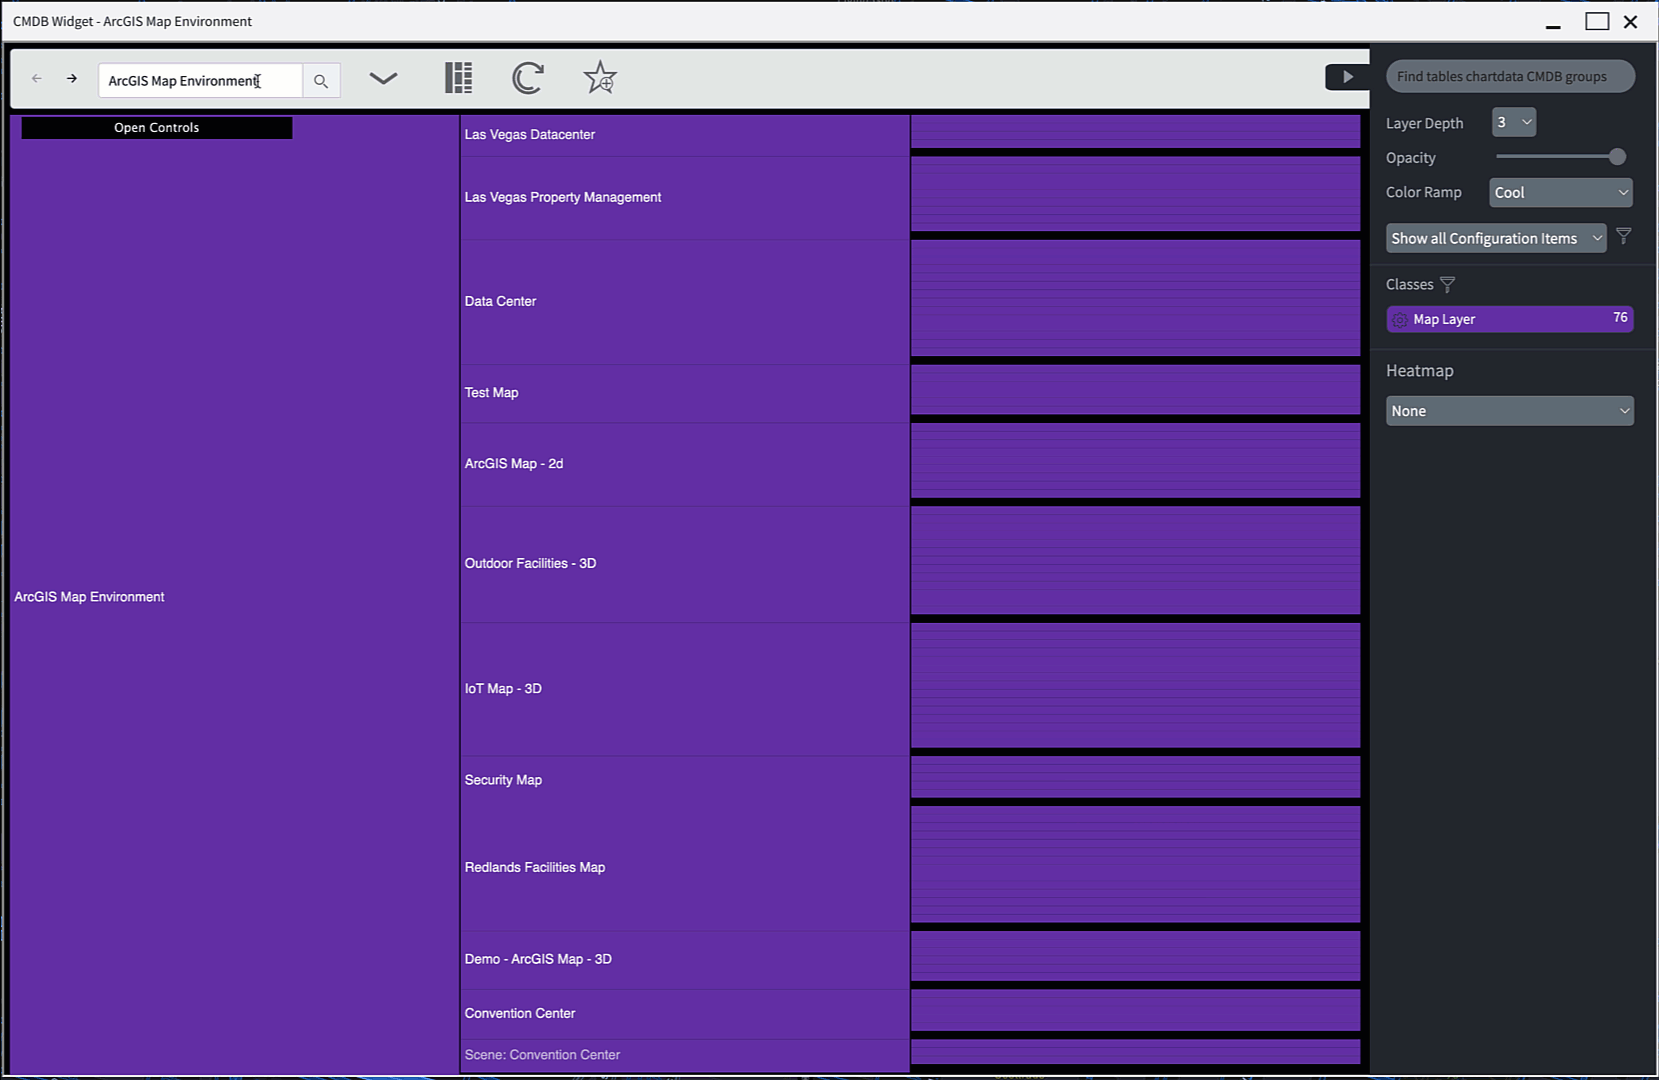 CMDB Widget - ArcGIS Map Environment
ArcGIS Map Environment
Find tables chartdata CMDB groups
Layer Depth 3
Opacity
Color Ramp Cool
Show all Configuration Items
Classes
Map Layer 76
Heatmap
None
Open Controls
ArcGIS Map Environment
Las Vegas Datacenter
Las Vegas Property Management
Data Center
Test Map
ArcGIS Map - 2d
Outdoor Facilities - 3D
IoT Map - 3D
Security Map
Redlands Facilities Map
Demo - ArcGIS Map - 3D
Convention Center
Scene: Convention Center